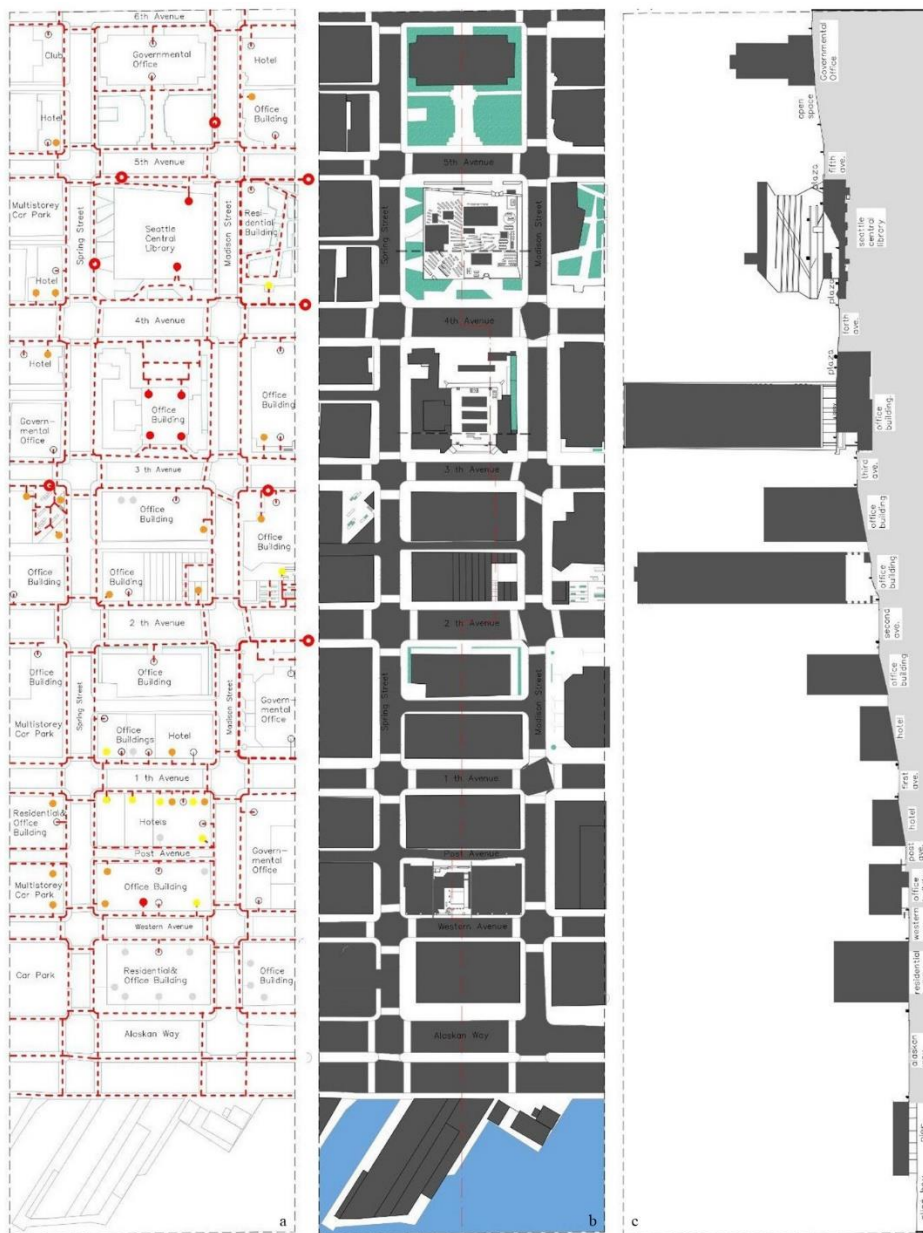 6th Avenue
Club
Governmental
Office
Hotel
Hotel
Office
Building
5th Avenue
Multistorey
Car Park
Spring Street
Seattle
Central
Library
Madison Street
Resi-
dential
Building
Hotel
4th Avenue
Hotel
Office
Building
Office
Building
Govern-
mental
Office
3 th Avenue
Office
Building
Office
Building
Office
Building
Office
Building
2 th Avenue
Office
Building
Spring Street
Office
Building
Madison Street
Govern-
mental
Office
Multistorey
Car Park
Office
Buildings
Hotel
1 th Avenue
Residential&
Office
Building
Hotels
Post Avenue
Govern-
mental
Office
Multistorey
Car Park
Office Building
Western Avenue
Car Park
Residential&
Office Building
Office
Building
Alaskan Way
a
5th Avenue
Spring Street
Madison Street
4th Avenue
3 th Avenue
2 th Avenue
Spring Street
Madison Street
1 th Avenue
Post Avenue
Western Avenue
Alaskan Way
b
Governmental
Office
open
space
fifth
ave.
plaza
seattle
central
library
plaza
forth
ave.
plaza
office
building
third
ave.
office
building
office
building
second
ave.
office
building
hotel
first
ave.
hotel
post
ave.
office
western
residential
alaskan
c